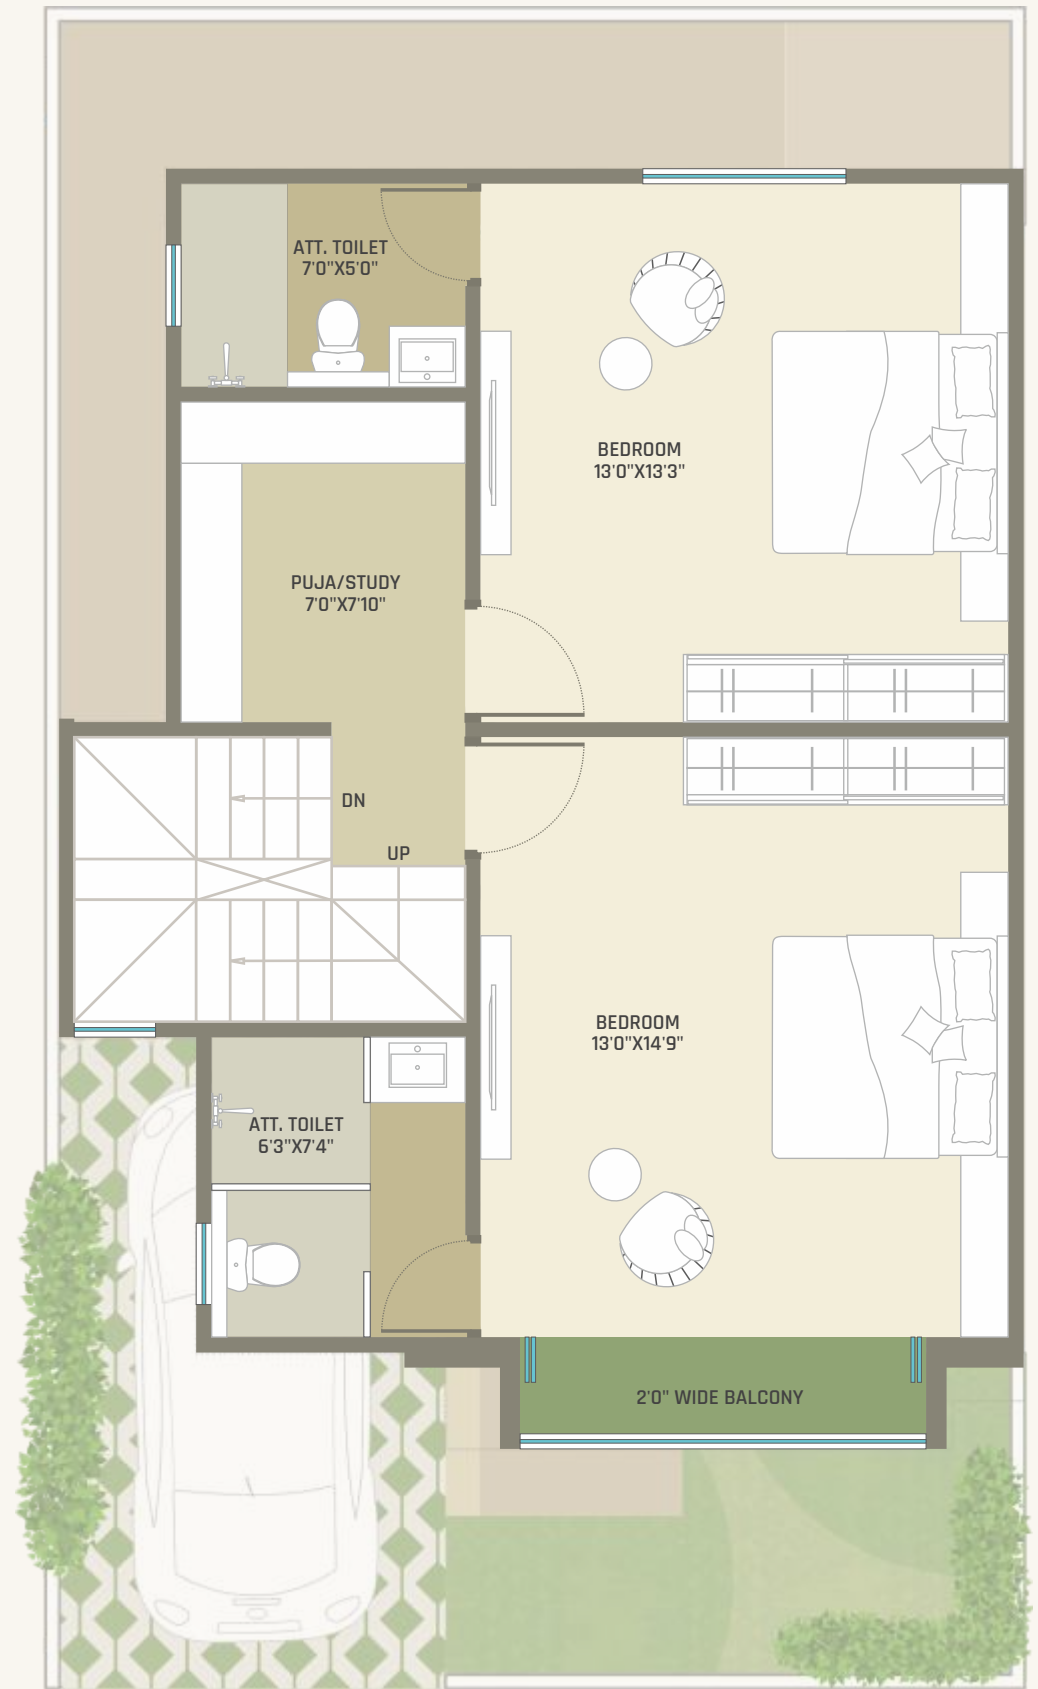 ATT. TOILET
7'0"X5'0"
BEDROOM
13'0"X13'3"
PUJA/STUDY
7'0"X7'10"
DN
UP
BEDROOM
13'0"X14'9"
ATT. TOILET
6'3"X7'4"
2'0" WIDE BALCONY